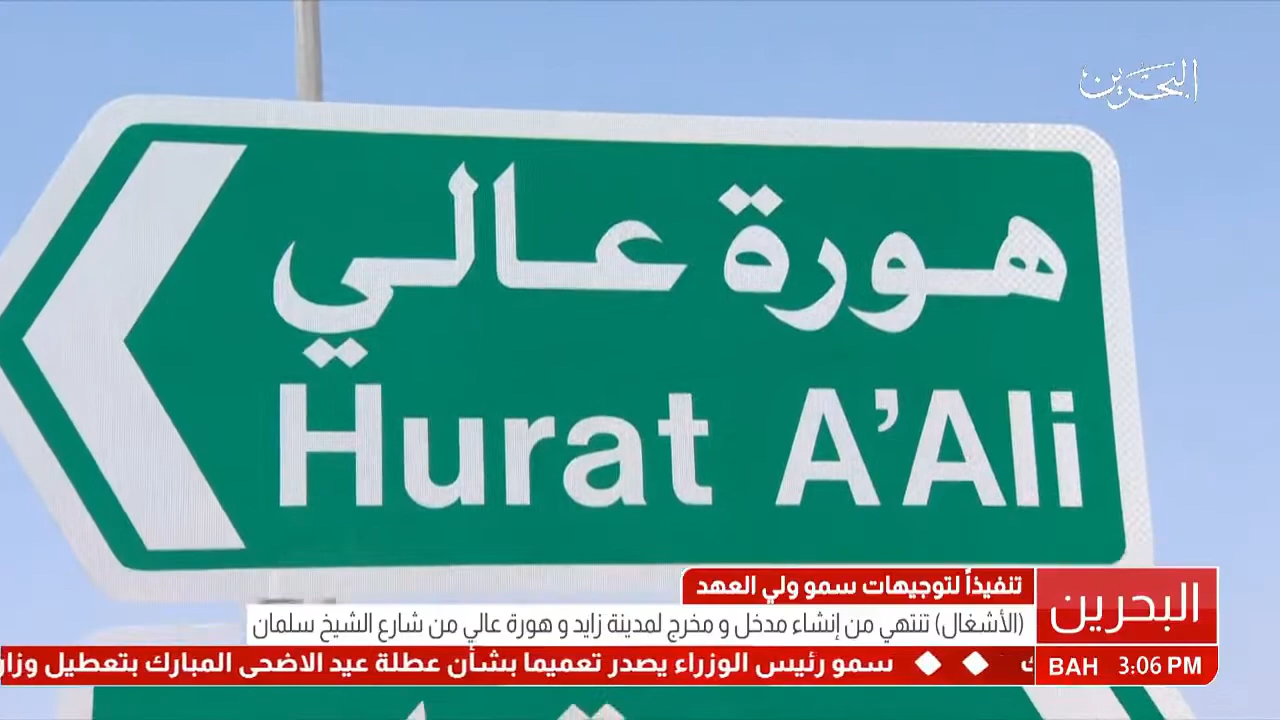 البحرين
هورة عالي
Hurat A’Ali
تنفيذاً لتوجيهات سمو ولي العهد
البحرين
(الأشغال) تنتهي من إنشاء مدخل و مخرج لمدينة زايد و هورة عالي من شارع الشيخ سلمان
سمو رئيس الوزراء يصدر تعميما بشأن عطلة عيد الاضحى المبارك بتعطيل
BAH 3:06 PM